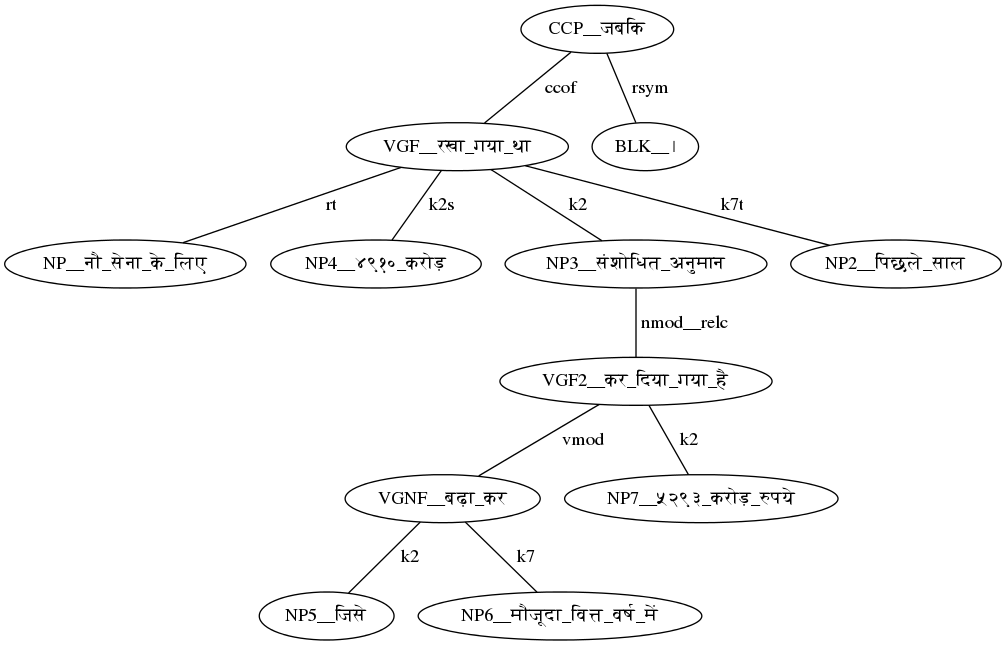 CCP__जबकि
ccof rsym
VGF__रखा_गया_था BLK__।
rt k2s k2 k7t
NP__नौ_सेना_के_लिए NP4__४९१०_करोड़ NP3__संशोधित_अनुमान NP2__पिछले_साल
nmod__relc
VGF2__कर_दिया_गया_है
vmod k2
VGNF__बढ़ा_कर NP7__५२९३_करोड़_रुपये
k2 k7
NP5__जिसे NP6__मौजूदा_वित्त_वर्ष_में